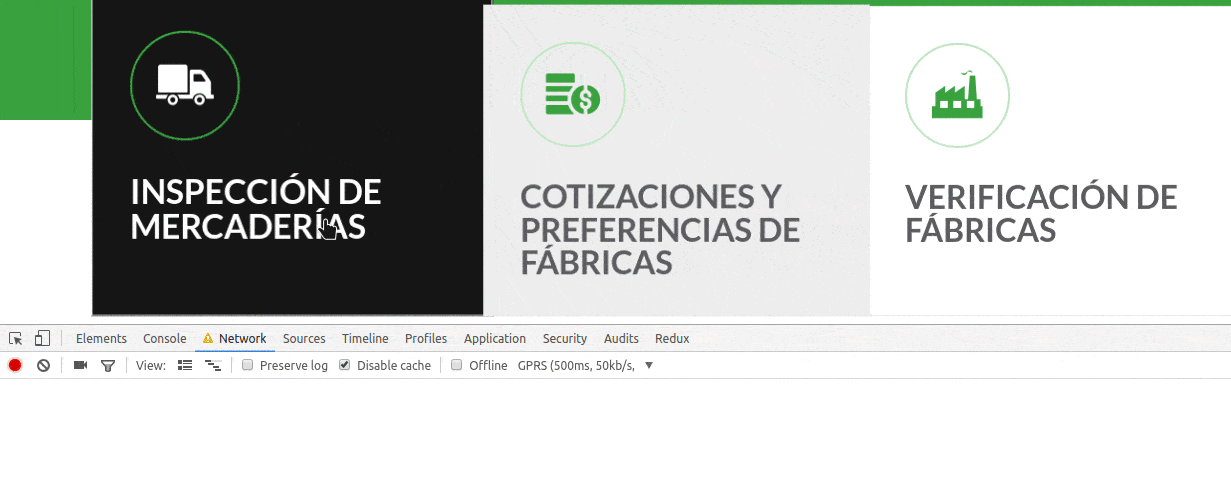 INSPECCIÓN DE
MERCADERÍAS
COTIZACIONES Y
PREFERENCIAS DE
FÁBRICAS
VERIFICACIÓN DE
FÁBRICAS
Elements Console Network Sources Timeline Profiles Application Security Audits Redux
View: Preserve log Disable cache Offline GPRS (500ms, 50kb/s,